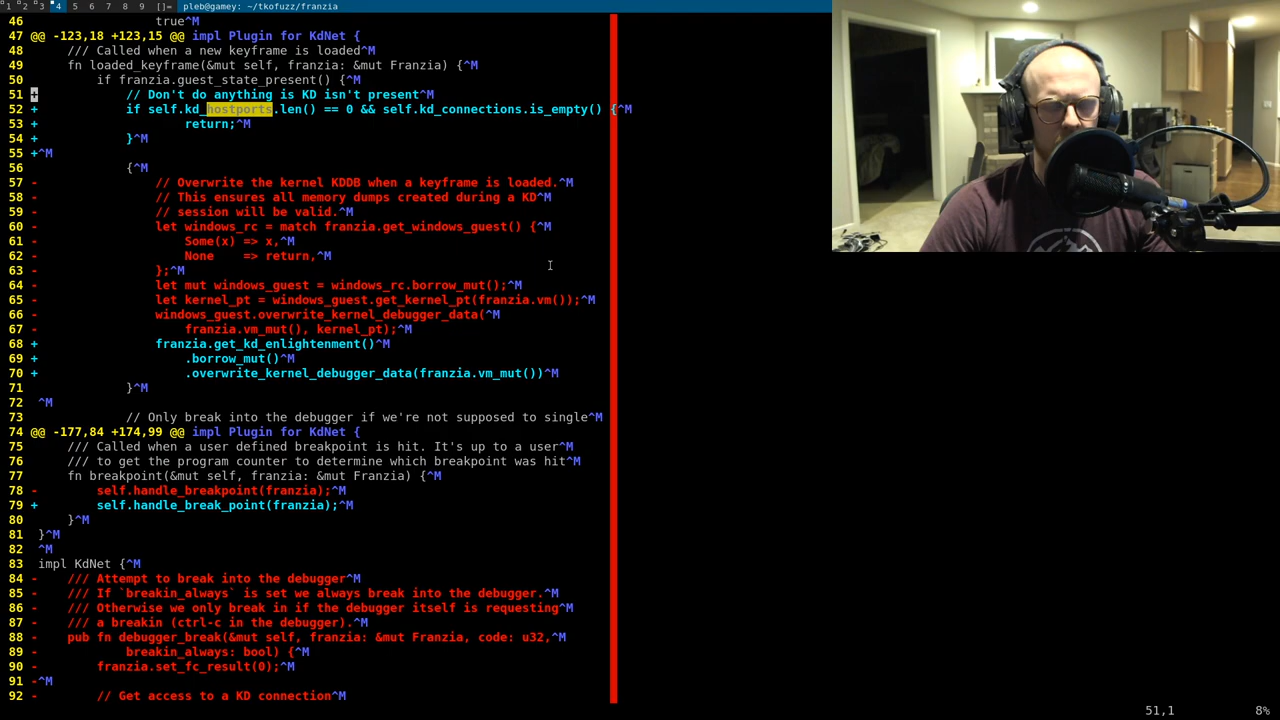 1 2 3 4 5 6 7 8 9 []= pleb@gamey: ~/tkofuzz/franzia
46                     true^M
47 @@ -123,18 +123,15 @@ impl Plugin for KdNet {
48      /// Called when a new keyframe is loaded^M
49      fn loaded_keyframe(&mut self, franzia: &mut Franzia) {^M
50          if franzia.guest_state_present() {^M
51 +            // Don't do anything is KD isn't present^M
52 +            if self.kd_hostports.len() == 0 && self.kd_connections.is_empty() {^M
53 +                    return;^M
54 +            }^M
55 +^M
56              {^M
57 -                // Overwrite the kernel KDDB when a keyframe is loaded.^M
58 -                // This ensures all memory dumps created during a KD^M
59 -                // session will be valid.^M
60 -                let windows_rc = match franzia.get_windows_guest() {^M
61 -                    Some(x) => x,^M
62 -                    None    => return,^M
63 -                };^M
64 -                let mut windows_guest = windows_rc.borrow_mut();^M
65 -                let kernel_pt = windows_guest.get_kernel_pt(franzia.vm());^M
66 -                windows_guest.overwrite_kernel_debugger_data(^M
67 -                    franzia.vm_mut(), kernel_pt);^M
68 +                franzia.get_kd_enlightenment()^M
69 +                    .borrow_mut()^M
70 +                    .overwrite_kernel_debugger_data(franzia.vm_mut())^M
71              }^M
72  ^M
73              // Only break into the debugger if we're not supposed to single^M
74 @@ -177,84 +174,99 @@ impl Plugin for KdNet {
75      /// Called when a user defined breakpoint is hit. It's up to a user^M
76      /// to get the program counter to determine which breakpoint was hit^M
77      fn breakpoint(&mut self, franzia: &mut Franzia) {^M
78 -        self.handle_breakpoint(franzia);^M
79 +        self.handle_break_point(franzia);^M
80      }^M
81  }^M
82  ^M
83  impl KdNet {^M
84 -    /// Attempt to break into the debugger^M
85 -    /// If `breakin_always` is set we always break into the debugger.^M
86 -    /// Otherwise we only break in if the debugger itself is requesting^M
87 -    /// a breakin (ctrl-c in the debugger).^M
88 -    pub fn debugger_break(&mut self, franzia: &mut Franzia, code: u32,^M
89 -            breakin_always: bool) {^M
90 -        franzia.set_fc_result(0);^M
91 -^M
92 -        // Get access to a KD connection^M
51,1 8%